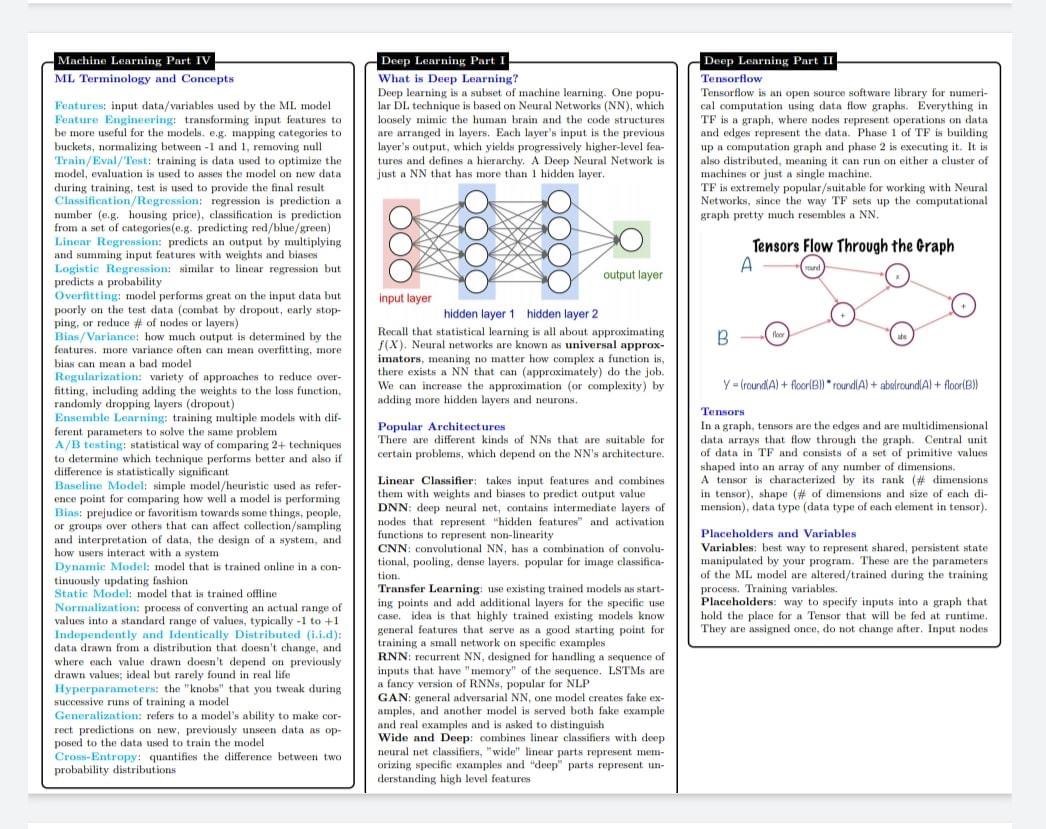 Machine Learning Part IV
ML Terminology and Concepts
Features: input data/variables used by the ML model
Feature Engineering: transforming input features to
be more useful for the models. e.g. mapping categories to
buckets, normalizing between -1 and 1, removing null
Train/Eval/Test: training is data used to optimize the
model, evaluation is used to asses the model on new data
during training, test is used to provide the final result
Classification/Regression: regression is prediction a
number (e.g. housing price), classification is prediction
from a set of categories(e.g. predicting red/blue/green)
Linear Regression: predicts an output by multiplying
and summing input features with weights and biases
Logistic Regression: similar to linear regression but
predicts a probability
Overfitting: model performs great on the input data but
poorly on the test data (combat by dropout, early stop-
ping, or reduce # of nodes or layers)
Bias/Variance: how much output is determined by the
features. more variance often can mean overfitting, more
bias can mean a bad model
Regularization: variety of approaches to reduce over-
fitting, including adding the weights to the loss function,
randomly dropping layers (dropout)
Ensemble Learning: training multiple models with dif-
ferent parameters to solve the same problem
A/B testing: statistical way of comparing 2+ techniques
to determine which technique performs better and also if
difference is statistically significant
Baseline Model: simple model/heuristic used as refer-
ence point for comparing how well a model is performing
Bias: prejudice or favoritism towards some things, people,
or groups over others that can affect collection/sampling
and interpretation of data, the design of a system, and
how users interact with a system
Dynamic Model: model that is trained online in a con-
tinuously updating fashion
Static Model: model that is trained offline
Normalization: process of converting an actual range of
values into a standard range of values, typically -1 to +1
Independently and Identically Distributed (i.i.d):
data drawn from a distribution that doesn't change, and
where each value drawn doesn't depend on previously
drawn values; ideal but rarely found in real life
Hyperparameters: the "knobs" that you tweak during
successive runs of training a model
Generalization: refers to a model's ability to make cor-
rect predictions on new, previously unseen data as op-
posed to the data used to train the model
Cross-Entropy: quantifies the difference between two
probability distributions
Deep Learning Part I
What is Deep Learning?
Deep learning is a subset of machine learning. One popu-
lar DL technique is based on Neural Networks (NN), which
loosely mimic the human brain and the code structures
are arranged in layers. Each layer's input is the previous
layer's output, which yields progressively higher-level fea-
tures and defines a hierarchy. A Deep Neural Network is
just a NN that has more than 1 hidden layer.
input layer
hidden layer 1 hidden layer 2
output layer
Recall that statistical learning is all about approximating
f(X). Neural networks are known as universal approx-
imators, meaning no matter how complex a function is,
there exists a NN that can (approximately) do the job.
We can increase the approximation (or complexity) by
adding more hidden layers and neurons.
Popular Architectures
There are different kinds of NNs that are suitable for
certain problems, which depend on the NN's architecture.
Linear Classifier: takes input features and combines
them with weights and biases to predict output value
DNN: deep neural net, contains intermediate layers of
nodes that represent "hidden features" and activation
functions to represent non-linearity
CNN: convolutional NN, has a combination of convolu-
tional, pooling, dense layers. popular for image classifica-
tion.
Transfer Learning: use existing trained models as start-
ing points and add additional layers for the specific use
case. idea is that highly trained existing models know
general features that serve as a good starting point for
training a small network on specific examples
RNN: recurrent NN, designed for handling a sequence of
inputs that have "memory" of the sequence. LSTMs are
a fancy version of RNNs, popular for NLP
GAN: general adversarial NN, one model creates fake ex-
amples, and another model is served both fake example
and real examples and is asked to distinguish
Wide and Deep: combines linear classifiers with deep
neural net classifiers, "wide" linear parts represent mem-
orizing specific examples and "deep" parts represent un-
derstanding high level features
Deep Learning Part II
Tensorflow
Tensorflow is an open source software library for numeri-
cal computation using data flow graphs. Everything in
TF is a graph, where nodes represent operations on data
and edges represent the data. Phase 1 of TF is building
up a computation graph and phase 2 is executing it. It is
also distributed, meaning it can run on either a cluster of
machines or just a single machine.
TF is extremely popular/suitable for working with Neural
Networks, since the way TF sets up the computational
graph pretty much resembles a NN.
Tensors Flow Through the Graph
A
round
x
+
+
B
floor
abs
Y = (round(A) + floor(B)) * round(A) + abs(round(A) + floor(B))
Tensors
In a graph, tensors are the edges and are multidimensional
data arrays that flow through the graph. Central unit
of data in TF and consists of a set of primitive values
shaped into an array of any number of dimensions.
A tensor is characterized by its rank (# dimensions
in tensor), shape (# of dimensions and size of each di-
mension), data type (data type of each element in tensor).
Placeholders and Variables
Variables: best way to represent shared, persistent state
manipulated by your program. These are the parameters
of the ML model are altered/trained during the training
process. Training variables.
Placeholders: way to specify inputs into a graph that
hold the place for a Tensor that will be fed at runtime.
They are assigned once, do not change after. Input nodes